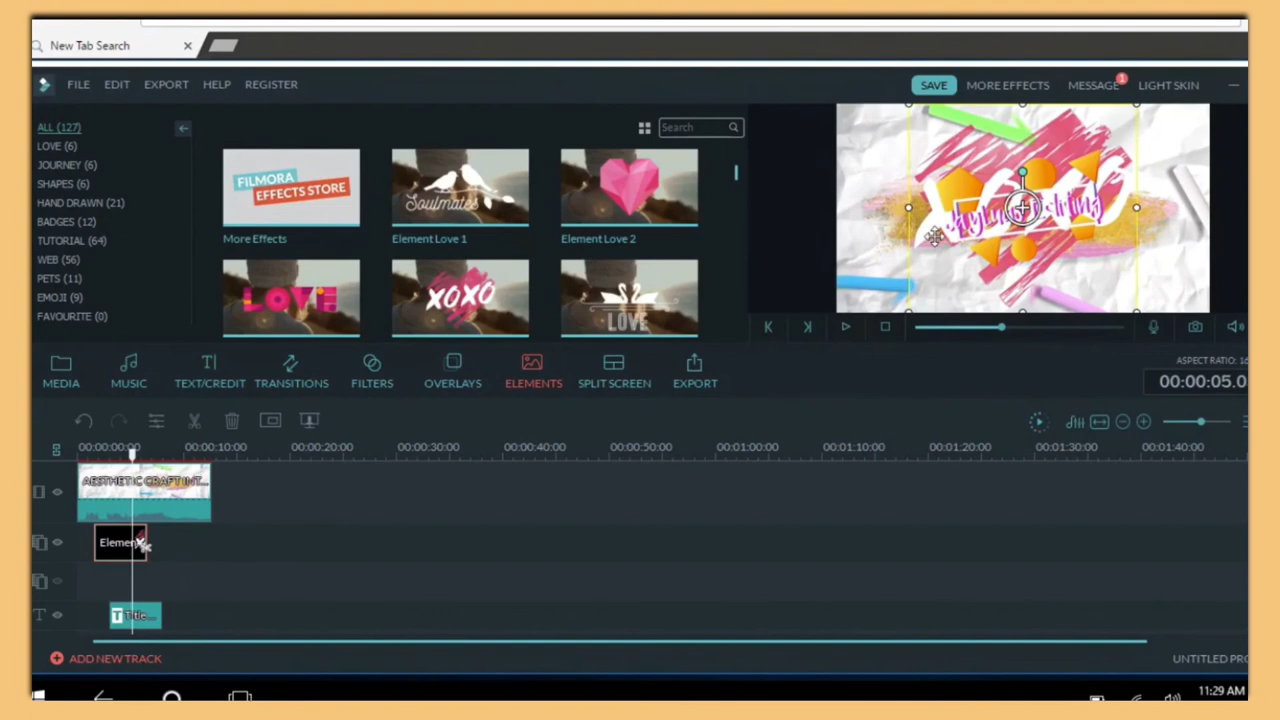 New Tab Search
FILE EDIT EXPORT HELP REGISTER
SAVE MORE EFFECTS MESSAGE 1 LIGHT SKIN
ALL (127)
LOVE (6)
JOURNEY (6)
SHAPES (6)
HAND DRAWN (21)
BADGES (12)
TUTORIAL (64)
WEB (56)
PETS (11)
EMOJI (9)
FAVOURITE (0)
Search
FILMORA
EFFECTS STORE
More Effects
Soulmates
Element Love 1
Element Love 2
LOVE
XOXO
LOVE
MEDIA MUSIC TEXT/CREDIT TRANSITIONS FILTERS OVERLAYS ELEMENTS SPLIT SCREEN EXPORT
ASPECT RATIO: 16
00:00:05.0
00:00:00:00 00:00:10:00 00:00:20:00 00:00:30:00 00:00:40:00 00:00:50:00 00:01:00:00 00:01:10:00 00:01:20:00 00:01:30:00 00:01:40:00
AESTHETIC CRAFT INT...
Elemen
T Title...
ADD NEW TRACK
UNTITLED PRO
11:29 AM